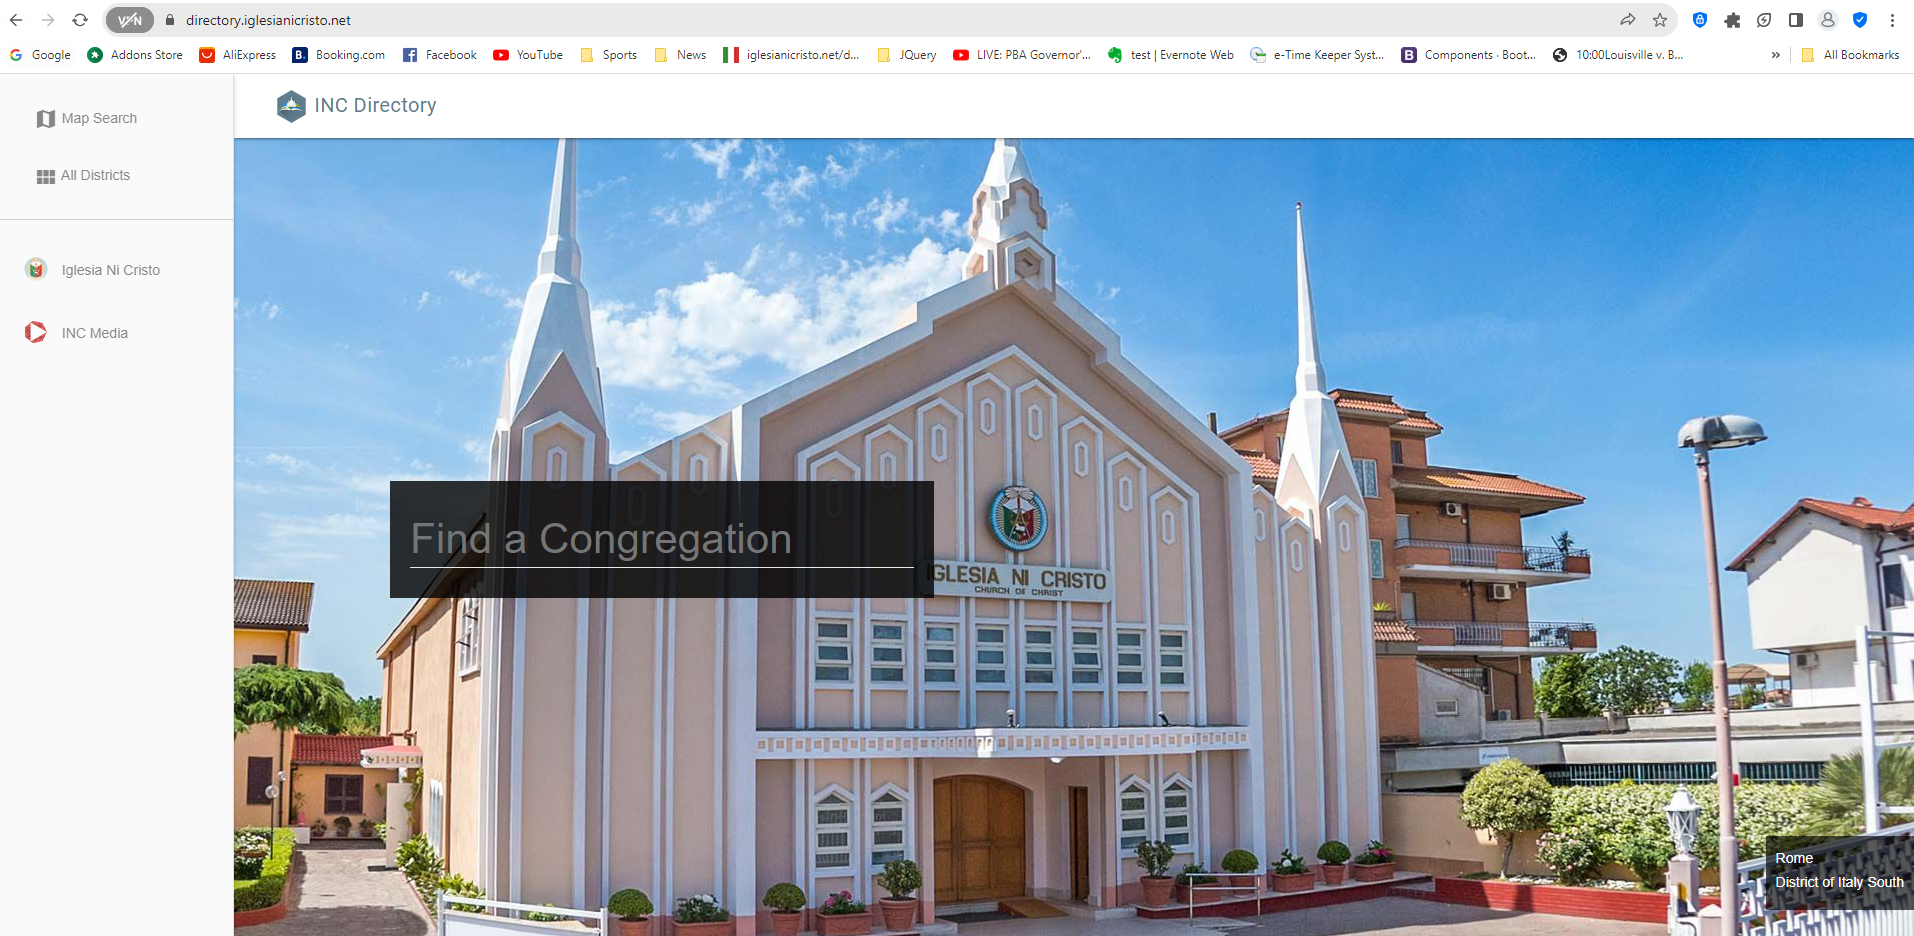 VPN
directory.iglesianicristo.net
Google
Addons Store
AliExpress
B.
Booking.com
Facebook
YouTube
Sports
News
iglesianicristo.net/d...
JQuery
LIVE: PBA Governor'...
test | Evernote Web
e-Time Keeper Syst...
B
Components · Boot...
10:00Louisville v. B...
»
All Bookmarks
Map Search
All Districts
Iglesia Ni Cristo
INC Media
INC Directory
Find a Congregation
IGLESIA NI CRISTO
CHURCH OF CHRIST
Rome
District of Italy South